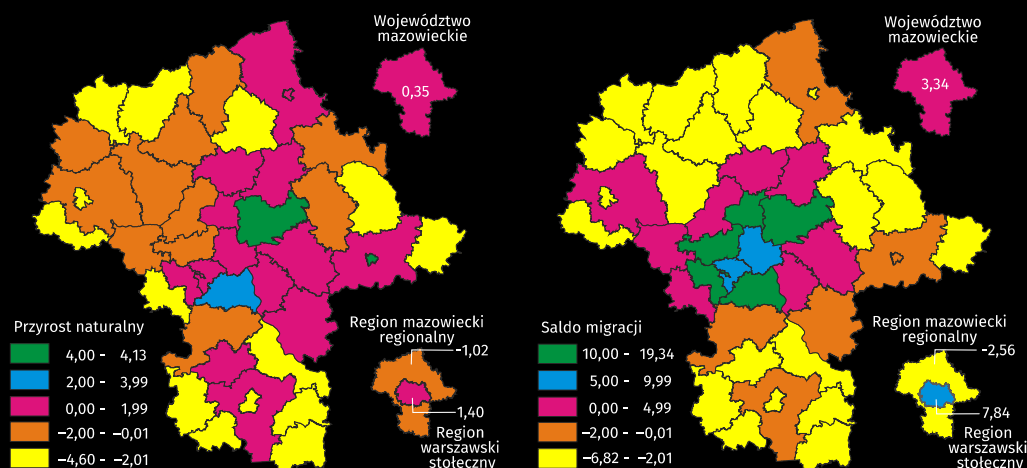 Województwo
mazowieckie
0,35
Przyrost naturalny
4,00 - 4,13
2,00 - 3,99
0,00 - 1,99
–2,00 – –0,01
–4,60 – –2,01
Region mazowiecki
regionalny
-1,02
1,40
Region
warszawski
stołeczny
Województwo
mazowieckie
3,34
Saldo migracji
10,00 - 19,34
5,00 - 9,99
0,00 - 4,99
–2,00 – –0,01
–6,82 – –2,01
Region mazowiecki
regionalny
-2,56
7,84
Region
warszawski
stołeczny